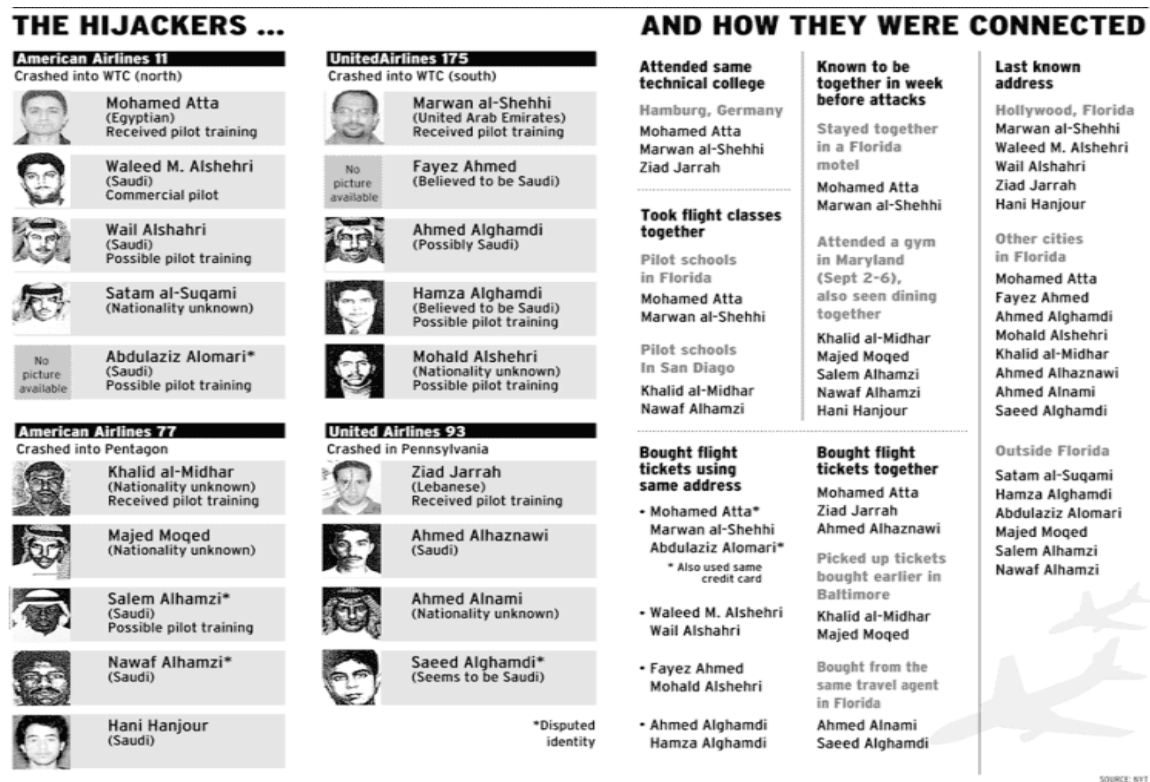 THE HIJACKERS ...
American Airlines 11
Crashed into WTC (north)
Mohamed Atta
(Egyptian)
Received pilot training
Waleed M. Alshehri
(Saudi)
Commercial pilot
Wail Alshahri
(Saudi)
Possible pilot training
Satam al-Suqami
(Nationality unknown)
No
picture
available
Abdulaziz Alomari*
(Saudi)
Possible pilot training
UnitedAirlines 175
Crashed into WTC (south)
Marwan al-Shehhi
(United Arab Emirates)
Received pilot training
No
picture
available
Fayez Ahmed
(Believed to be Saudi)
Ahmed Alghamdi
(Possibly Saudi)
Hamza Alghamdi
(Believed to be Saudi)
Possible pilot training
Mohald Alshehri
(Nationality unknown)
Possible pilot training
American Airlines 77
Crashed into Pentagon
Khalid al-Midhar
(Nationality unknown)
Received pilot training
Majed Moqed
(Nationality unknown)
Salem Alhamzi*
(Saudi)
Possible pilot training
Nawaf Alhamzi*
(Saudi)
Hani Hanjour
(Saudi)
United Airlines 93
Crashed in Pennsylvania
Ziad Jarrah
(Lebanese)
Received pilot training
Ahmed Alhaznawi
(Saudi)
Ahmed Alnami
(Nationality unknown)
Saeed Alghamdi*
(Seems to be Saudi)
*Disputed
identity
AND HOW THEY WERE CONNECTED
Attended same
technical college
Hamburg, Germany
Mohamed Atta
Marwan al-Shehhi
Ziad Jarrah
Took flight classes
together
Pilot schools
in Florida
Mohamed Atta
Marwan al-Shehhi
Pilot schools
In San Diago
Khalid al-Midhar
Nawaf Alhamzi
Known to be
together in week
before attacks
Stayed together
in a Florida
motel
Mohamed Atta
Marwan al-Shehhi
Attended a gym
in Maryland
(Sept 2-6),
also seen dining
together
Khalid al-Midhar
Majed Moqed
Salem Alhamzi
Nawaf Alhamzi
Hani Hanjour
Bought flight
tickets using
same address
• Mohamed Atta*
Marwan al-Shehhi
Abdulaziz Alomari*
* Also used same
credit card
• Waleed M. Alshehri
Wail Alshahri
• Fayez Ahmed
Mohald Alshehri
• Ahmed Alghamdi
Hamza Alghamdi
Bought flight
tickets together
Mohamed Atta
Ziad Jarrah
Ahmed Alhaznawi
Picked up tickets
bought earlier in
Baltimore
Khalid al-Midhar
Majed Moqed
Bought from the
same travel agent
in Florida
Ahmed Alnami
Saeed Alghamdi
Last known
address
Hollywood, Florida
Marwan al-Shehhi
Waleed M. Alshehri
Wail Alshahri
Ziad Jarrah
Hani Hanjour
Other cities
in Florida
Mohamed Atta
Fayez Ahmed
Ahmed Alghamdi
Mohald Alshehri
Khalid al-Midhar
Ahmed Alhaznawi
Ahmed Alnami
Saeed Alghamdi
Outside Florida
Satam al-Suqami
Hamza Alghamdi
Abdulaziz Alomari
Majed Moqed
Salem Alhamzi
Nawaf Alhamzi
SOURCE: NYT